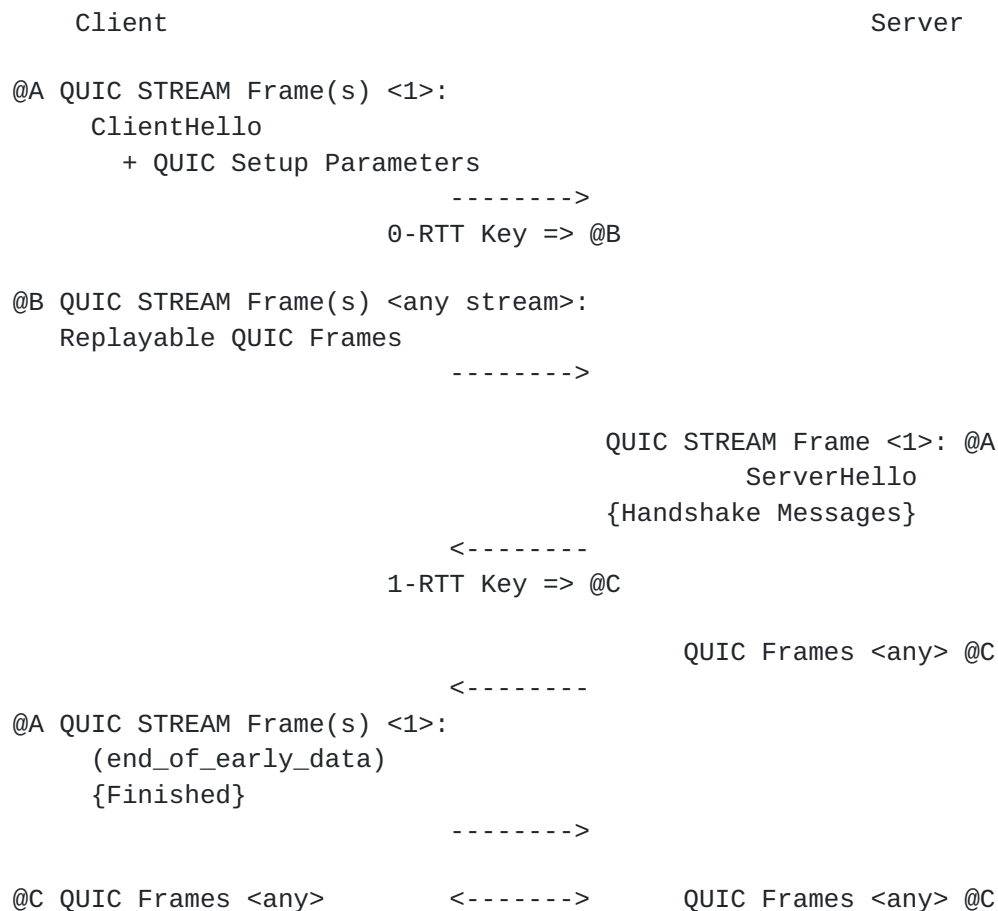 Client                                             Server
@A QUIC STREAM Frame(s) <1>:
     ClientHello
       + QUIC Setup Parameters
                            -------->
                        0-RTT Key => @B
@B QUIC STREAM Frame(s) <any stream>:
   Replayable QUIC Frames
                            -------->
                                      QUIC STREAM Frame <1>: @A
                                               ServerHello
                                      {Handshake Messages}
                            <--------
                        1-RTT Key => @C
                                           QUIC Frames <any> @C
                            <--------
@A QUIC STREAM Frame(s) <1>:
     (end_of_early_data)
     {Finished}
                            -------->
@C QUIC Frames <any>        <------->      QUIC Frames <any> @C